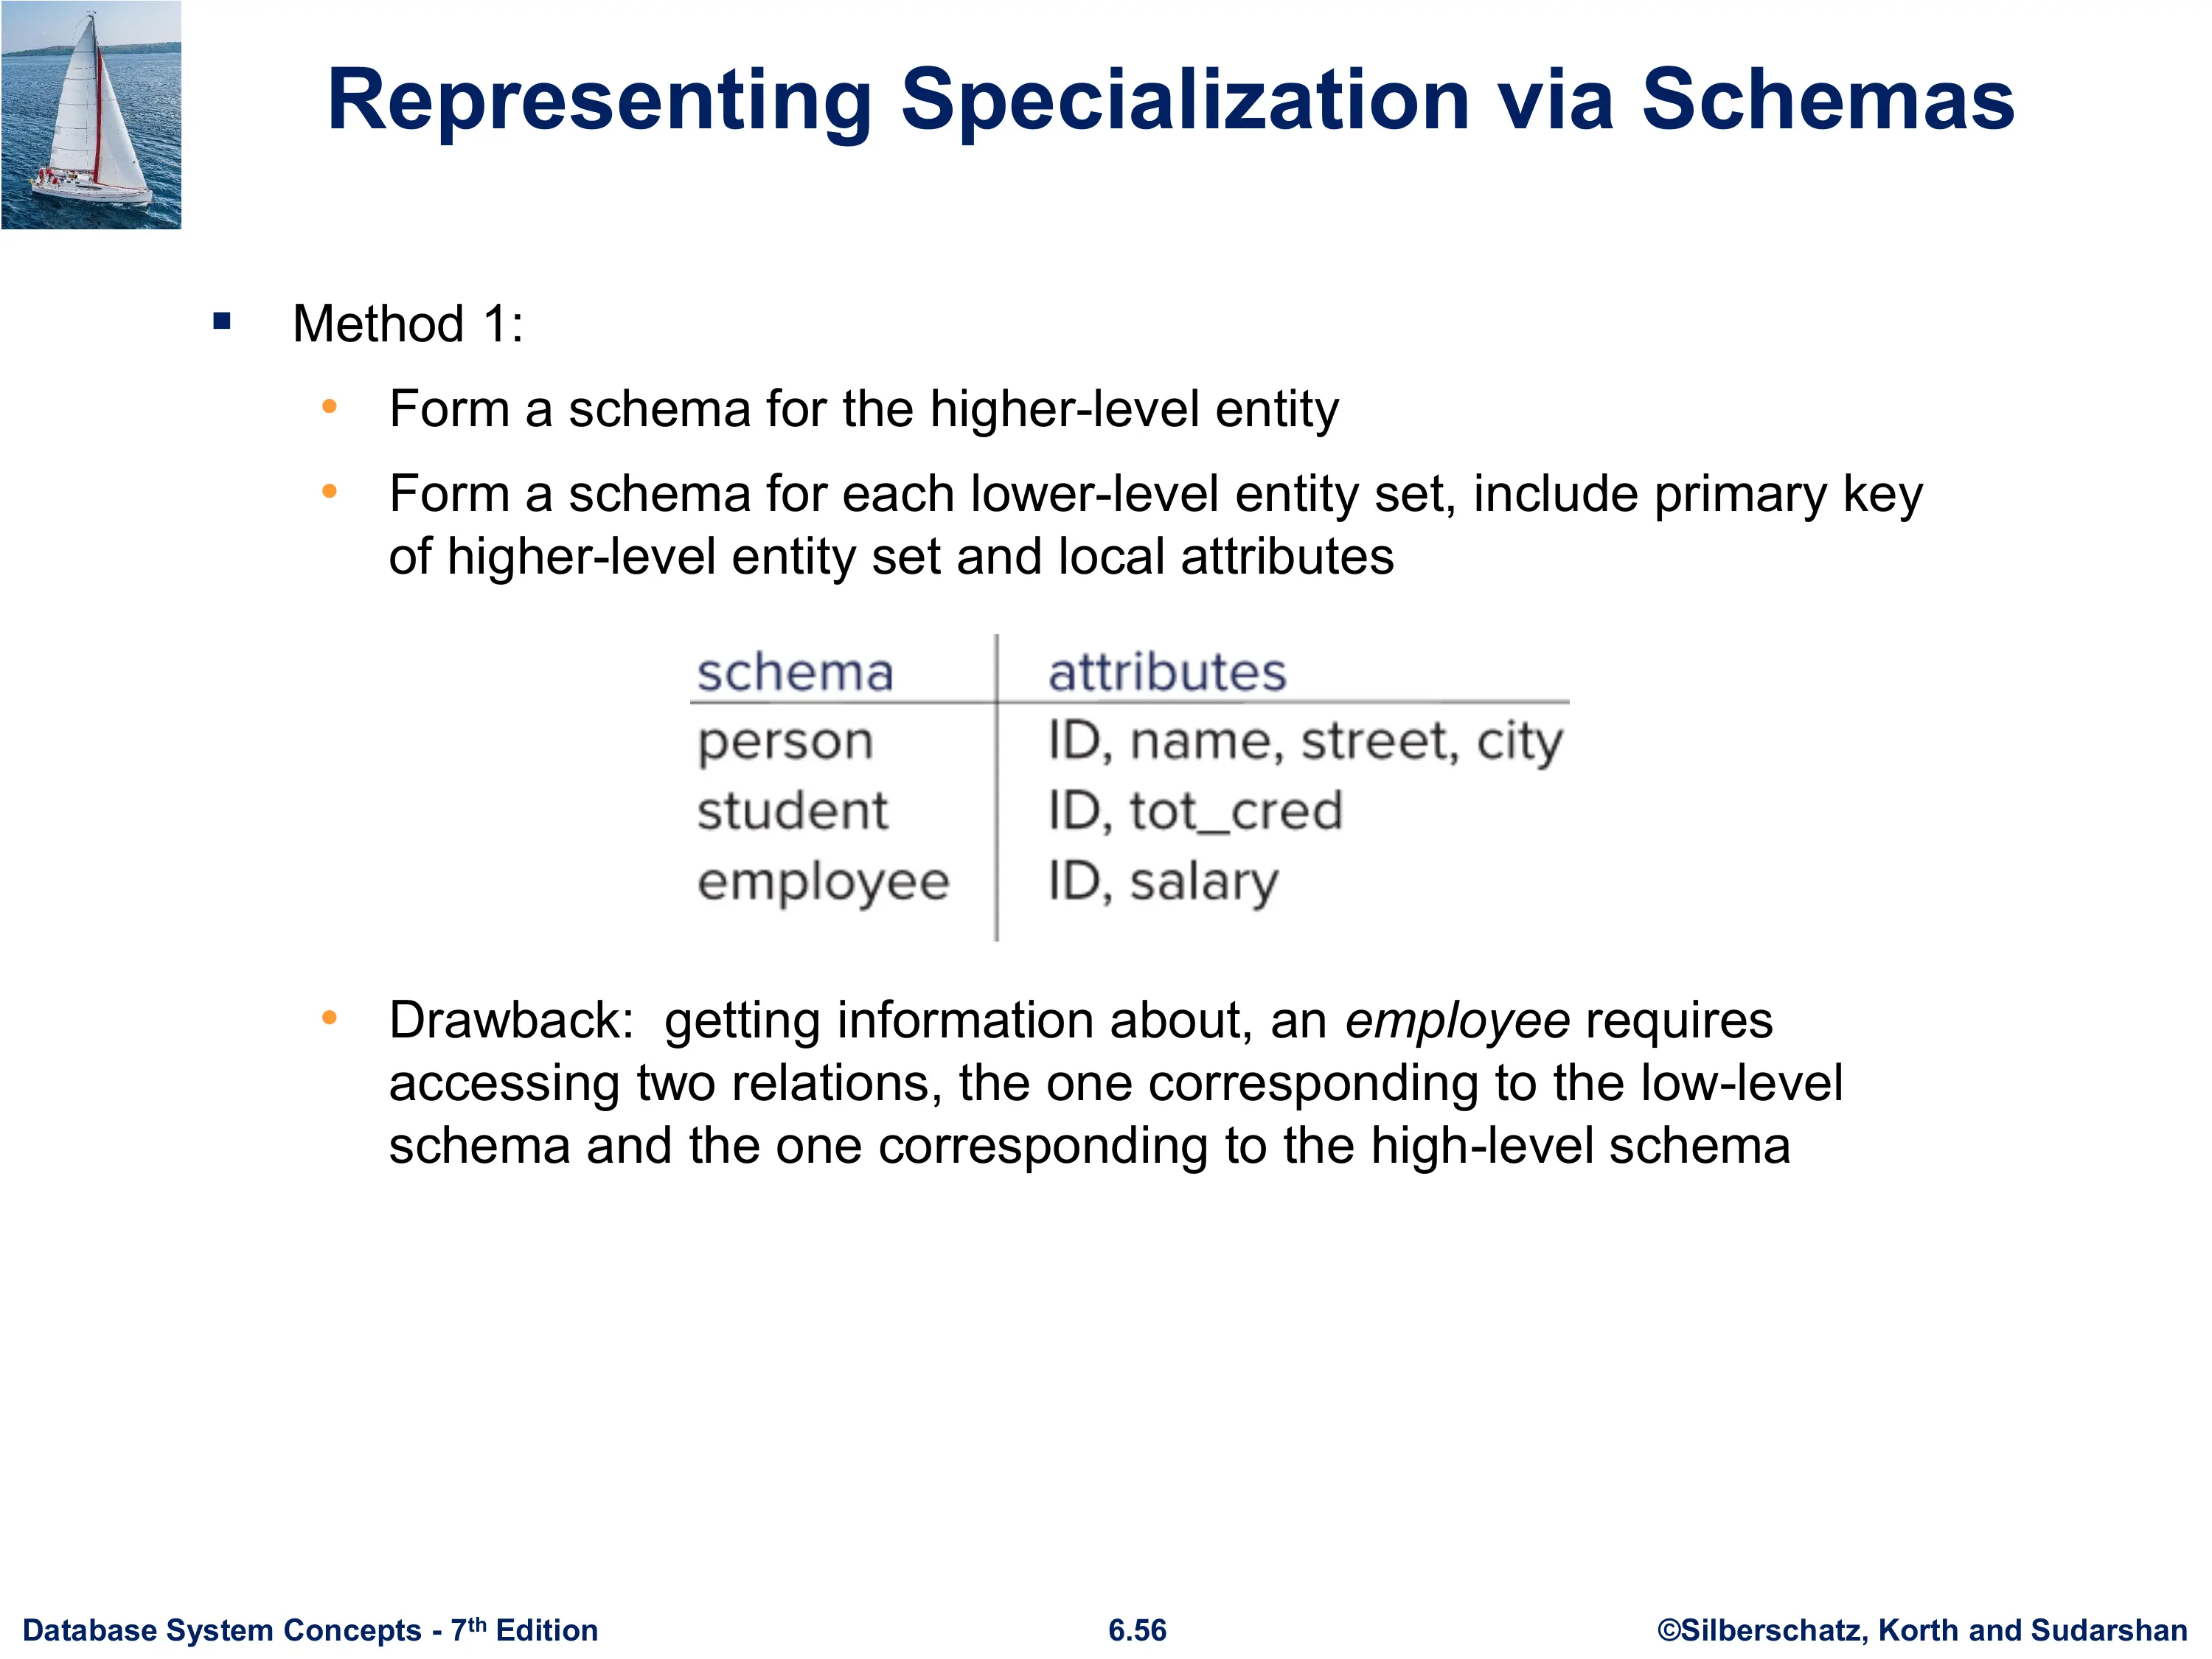 Representing Specialization via Schemas
▪ Method 1:
• Form a schema for the higher-level entity
• Form a schema for each lower-level entity set, include primary key
of higher-level entity set and local attributes
schema attributes
person ID, name, street, city
student ID, tot_cred
employee ID, salary
• Drawback:  getting information about, an employee requires
accessing two relations, the one corresponding to the low-level
schema and the one corresponding to the high-level schema
Database System Concepts - 7th Edition 6.56 ©Silberschatz, Korth and Sudarshan